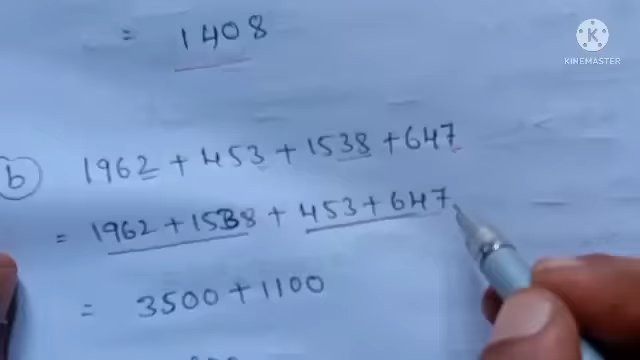 = 1408
KINEMASTER
b 1962 + 453 + 1538 + 647
= 1962 + 1538 + 453 + 647
= 3500 + 1100